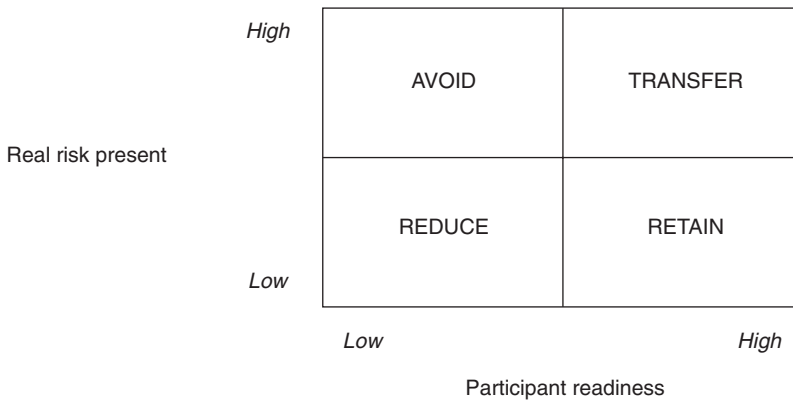 High
AVOID
TRANSFER
Real risk present
REDUCE
RETAIN
Low
Low
High
Participant readiness